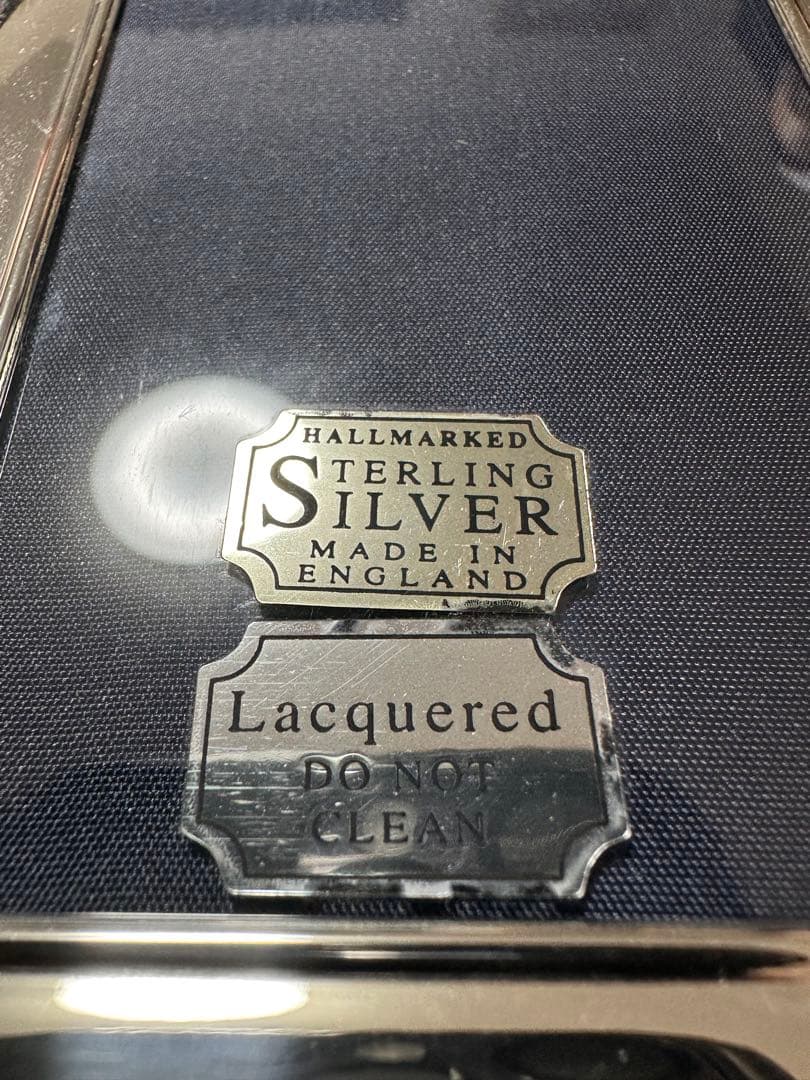 HALLMARKED
STERLING
SILVER
MADE IN
ENGLAND
Lacquered
DO NOT
CLEAN